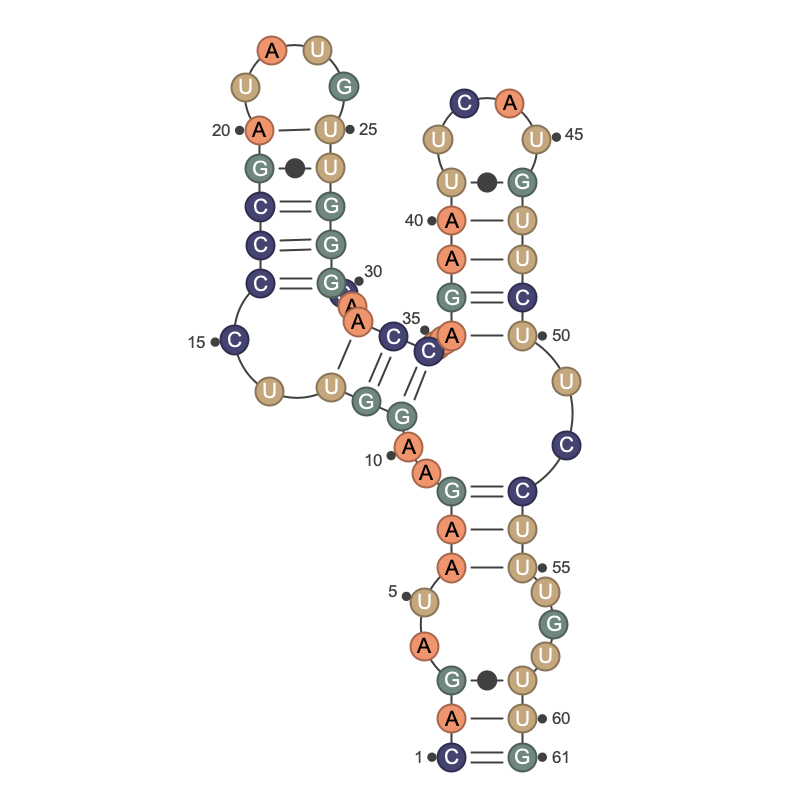 A U
U G
C A
20 A U 25
U U 45
G U
U G
C G
40 A U
C G
A U
30
C G
G C
A
35
A
C A U 50
15 C C
U
U U
G
G
A C
10
A
G C
A U
A U 55
5 U U
G
A U
G U
A U 60
1 C G 61